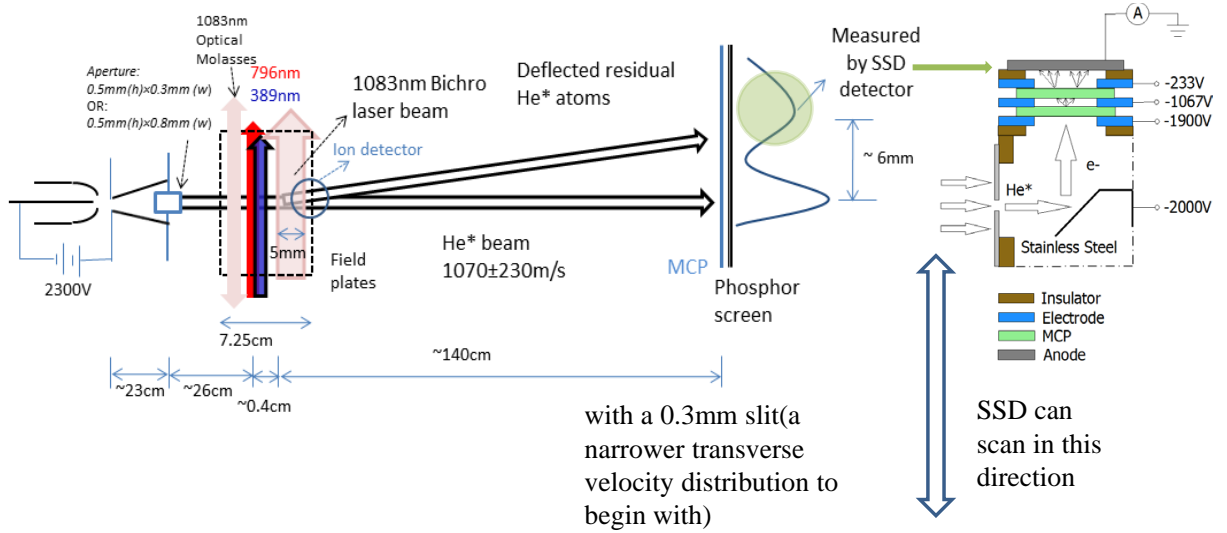 1083nm
Optical
Molasses
Aperture:
0.5mm(h)×0.3mm (w)
OR:
0.5mm(h)×0.8mm (w)
796nm
389nm
1083nm Bichro
laser beam
Ion detector
Deflected residual
He* atoms
Measured
by SSD
detector
A
-233V
-1067V
-1900V
~ 6mm
e-
He*
-2000V
Stainless Steel
5mm
Field
plates
He* beam
1070±230m/s
MCP
Phosphor
screen
2300V
7.25cm
~140cm
~23cm
~26cm
~0.4cm
Insulator
Electrode
MCP
Anode
with a 0.3mm slit(a
narrower transverse
velocity distribution to
begin with)
SSD can
scan in this
direction